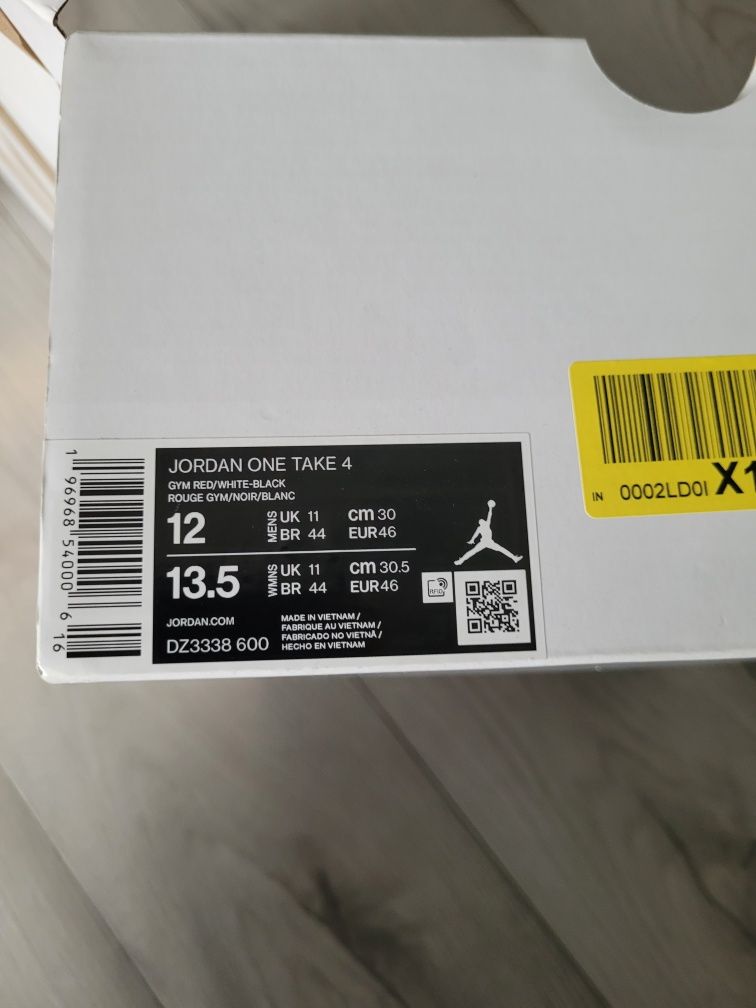 JORDAN ONE TAKE 4
GYM RED/WHITE-BLACK
ROUGE GYM/NOIR/BLANC
12 MENS UK 11 cm 30
BR 44 EUR 46
13.5 WMNS UK 11 cm 30.5
BR 44 EUR 46
RFID
JORDAN.COM
DZ3338 600
MADE IN VIETNAM /
FABRIQUE AU VIETNAM /
FABRICADO NO VIETNÃ /
HECHO EN VIETNAM
1 96968 54000 6 16
IN 0002LD0I X1